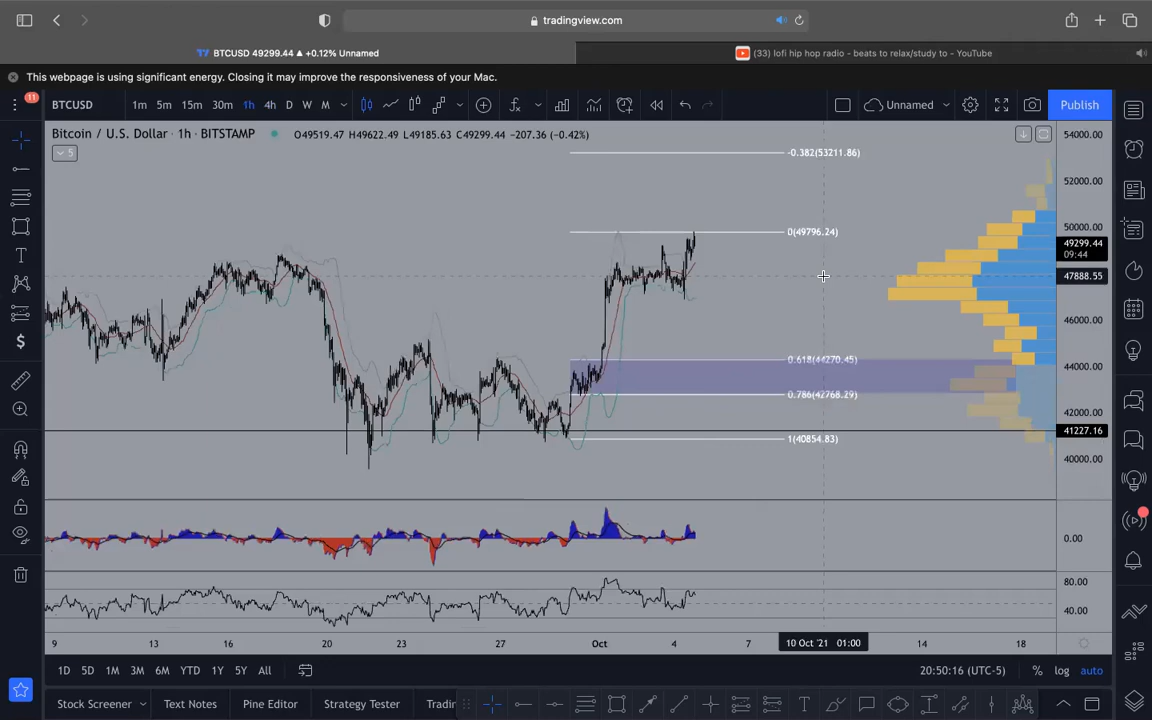 tradingview.com
BTCUSD 49299.44 ▲ +0.12% Unnamed
(33) lofi hip hop radio - beats to relax/study to - YouTube
This webpage is using significant energy. Closing it may improve the responsiveness of your Mac.
11
BTCUSD 1m 5m 15m 30m 1h 4h D W M Unnamed Publish
Bitcoin / U.S. Dollar · 1h · BITSTAMP O49519.47 H49622.49 L49185.63 C49299.44 −207.36 (−0.42%)
5
54000.00
-0.382(53211.86)
52000.00
50000.00
0(49796.24)
49299.44
09:44
47888.55
46000.00
0.618(44270.45)
44000.00
0.786(42768.29)
42000.00
41227.16
1(40854.83)
40000.00
0.00
80.00
40.00
9 13 16 20 23 27 Oct 4 7 10 Oct '21 01:00 14 18
1D 5D 1M 3M 6M YTD 1Y 5Y All 20:50:16 (UTC-5) % log auto
Stock Screener Text Notes Pine Editor Strategy Tester Tradin